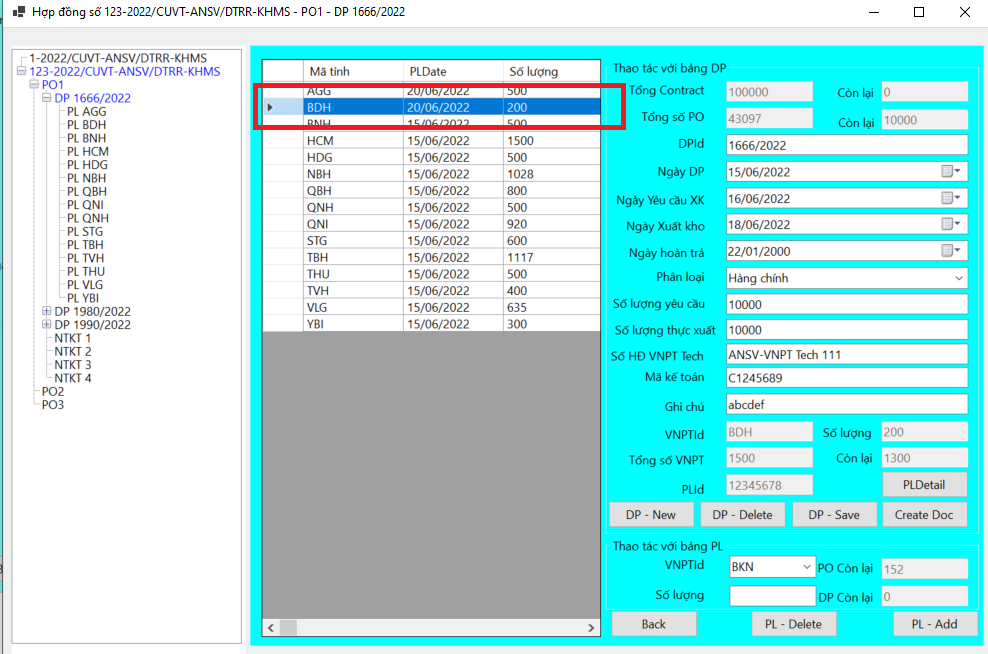 Hợp đồng số 123-2022/CUVT-ANSV/DTRR-KHMS - PO1 - DP 1666/2022
1-2022/CUVT-ANSV/DTRR-KHMS
123-2022/CUVT-ANSV/DTRR-KHMS
PO1
DP 1666/2022
PL AGG
PL BDH
PL BNH
PL HCM
PL HDG
PL NBH
PL QBH
PL QNI
PL QNH
PL STG
PL TBH
PL TVH
PL THU
PL VLG
PL YBI
DP 1980/2022
DP 1990/2022
NTKT 1
NTKT 2
NTKT 3
NTKT 4
PO2
PO3
Mã tỉnh PLDate Số lượng
AGG 20/06/2022 500
BDH 20/06/2022 200
BNH 15/06/2022 500
HCM 15/06/2022 1500
HDG 15/06/2022 500
NBH 15/06/2022 1028
QBH 15/06/2022 800
QNH 15/06/2022 500
QNI 15/06/2022 920
STG 15/06/2022 600
TBH 15/06/2022 1117
THU 15/06/2022 500
TVH 15/06/2022 400
VLG 15/06/2022 635
YBI 15/06/2022 300
Thao tác với bảng DP
Tổng Contract 100000 Còn lại 0
Tổng số PO 43097 Còn lại 10000
DPId 1666/2022
Ngày DP 15/06/2022
Ngày Yêu cầu XK 16/06/2022
Ngày Xuất kho 18/06/2022
Ngày hoàn trả 22/01/2000
Phân loại Hàng chính
Số lượng yêu cầu 10000
Số lượng thực xuất 10000
Số HĐ VNPT Tech ANSV-VNPT Tech 111
Mã kế toán C1245689
Ghi chú abcdef
VNPTId BDH Số lượng 200
Tổng số VNPT 1500 Còn lại 1300
PLId 12345678 PLDetail
DP - New DP - Delete DP - Save Create Doc
Thao tác với bảng PL
VNPTId BKN PO Còn lại 152
Số lượng DP Còn lại 0
Back PL - Delete PL - Add